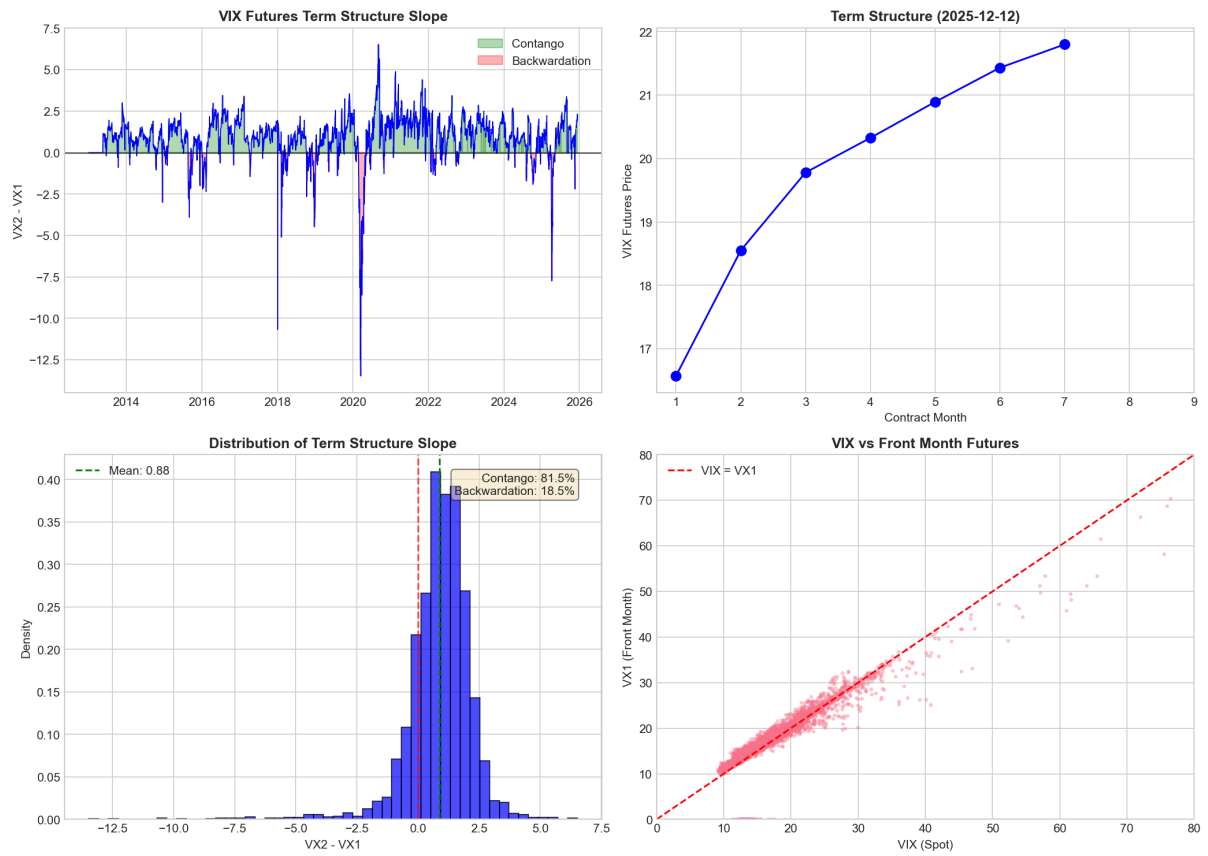 VIX Futures Term Structure Slope
Contango
Backwardation
7.5
5.0
2.5
0.0
−2.5
−5.0
−7.5
−10.0
−12.5
VX2 - VX1
2014 2016 2018 2020 2022 2024 2026
Term Structure (2025-12-12)
22
21
20
19
18
17
VIX Futures Price
1 2 3 4 5 6 7 8 9
Contract Month
Distribution of Term Structure Slope
Mean: 0.88
Contango: 81.5%
Backwardation: 18.5%
0.40
0.35
0.30
0.25
0.20
0.15
0.10
0.05
0.00
Density
−12.5 −10.0 −7.5 −5.0 −2.5 0.0 2.5 5.0 7.5
VX2 - VX1
VIX vs Front Month Futures
VIX = VX1
80
70
60
50
40
30
20
10
0
VX1 (Front Month)
0 10 20 30 40 50 60 70 80
VIX (Spot)